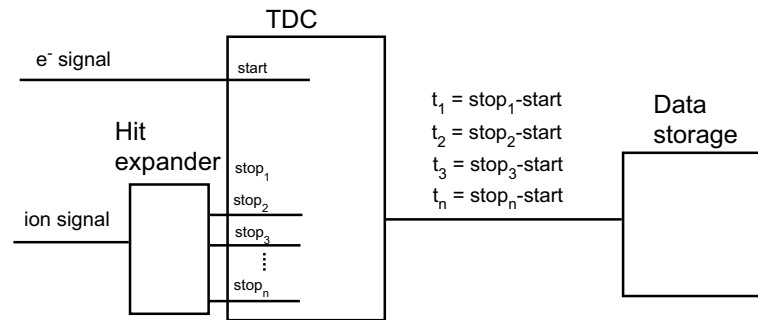 TDC
e⁻ signal
start
Hit
expander
ion signal
stop₁
stop₂
stop₃
stopₙ
t₁ = stop₁-start
t₂ = stop₂-start
t₃ = stop₃-start
tₙ = stopₙ-start
Data
storage